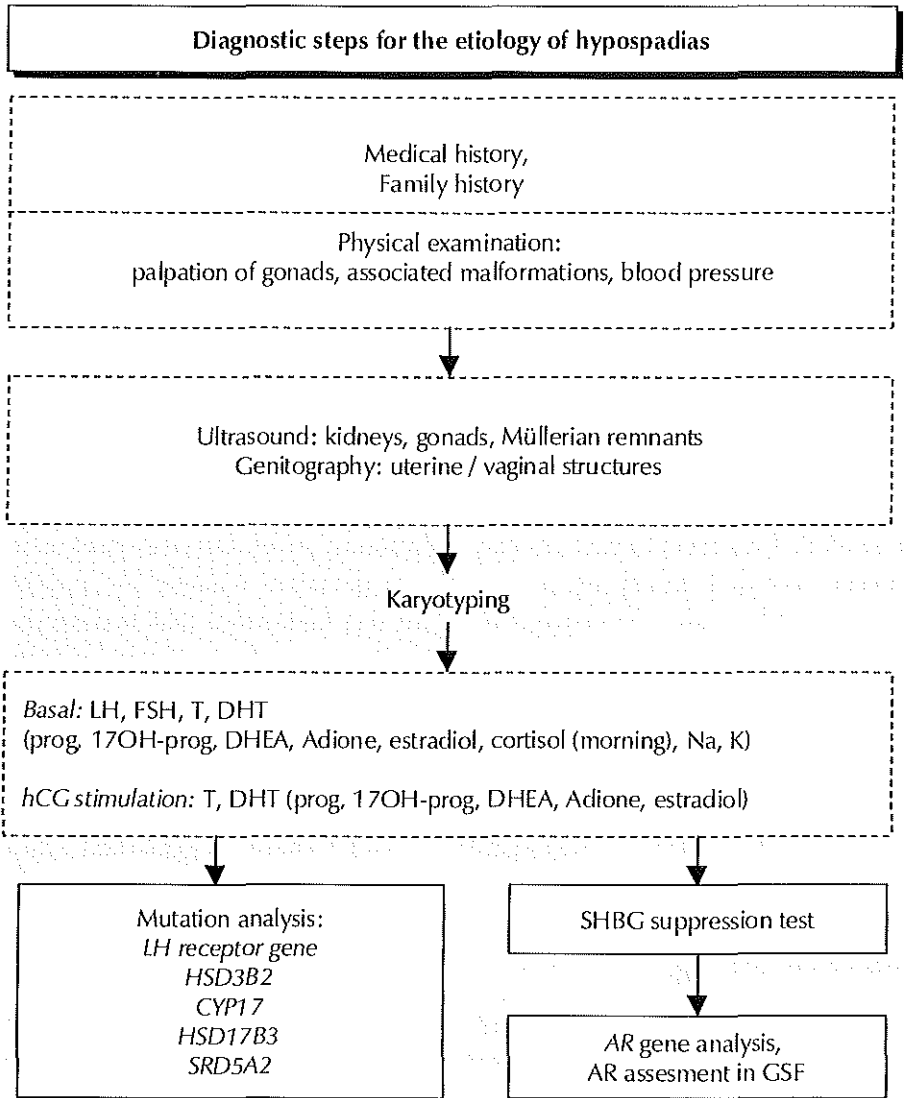 Diagnostic steps for the etiology of hypospadias
Medical history,
Family history
Physical examination:
palpation of gonads, associated malformations, blood pressure
Ultrasound: kidneys, gonads, Müllerian remnants
Genitography: uterine / vaginal structures
Karyotyping
Basal: LH, FSH, T, DHT
(prog, 17OH-prog, DHEA, Adione, estradiol, cortisol (morning), Na, K)
hCG stimulation: T, DHT (prog, 17OH-prog, DHEA, Adione, estradiol)
Mutation analysis:
LH receptor gene
HSD3B2
CYP17
HSD17B3
SRD5A2
SHBG suppression test
AR gene analysis,
AR assesment in GSF